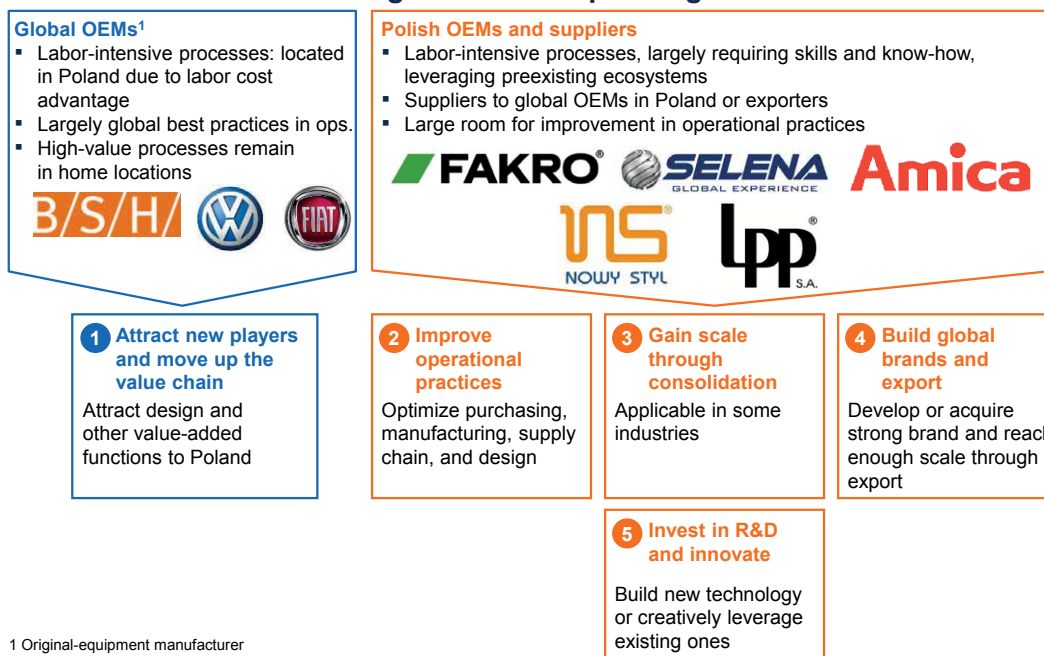 Global OEMs1
▪ Labor-intensive processes: located
in Poland due to labor cost
advantage
▪ Largely global best practices in ops.
▪ High-value processes remain
in home locations
B/S/H/
VW
FIAT
Polish OEMs and suppliers
▪ Labor-intensive processes, largely requiring skills and know-how,
leveraging preexisting ecosystems
▪ Suppliers to global OEMs in Poland or exporters
▪ Large room for improvement in operational practices
FAKRO®
SELENA
GLOBAL EXPERIENCE
Amica
ns®
NOWY STYL
Lpp®
S.A.
1 Attract new players
and move up the
value chain
Attract design and
other value-added
functions to Poland
2 Improve
operational
practices
Optimize purchasing,
manufacturing, supply
chain, and design
3 Gain scale
through
consolidation
Applicable in some
industries
4 Build global
brands and
export
Develop or acquire
strong brand and reach
enough scale through
export
5 Invest in R&D
and innovate
Build new technology
or creatively leverage
existing ones
1 Original-equipment manufacturer